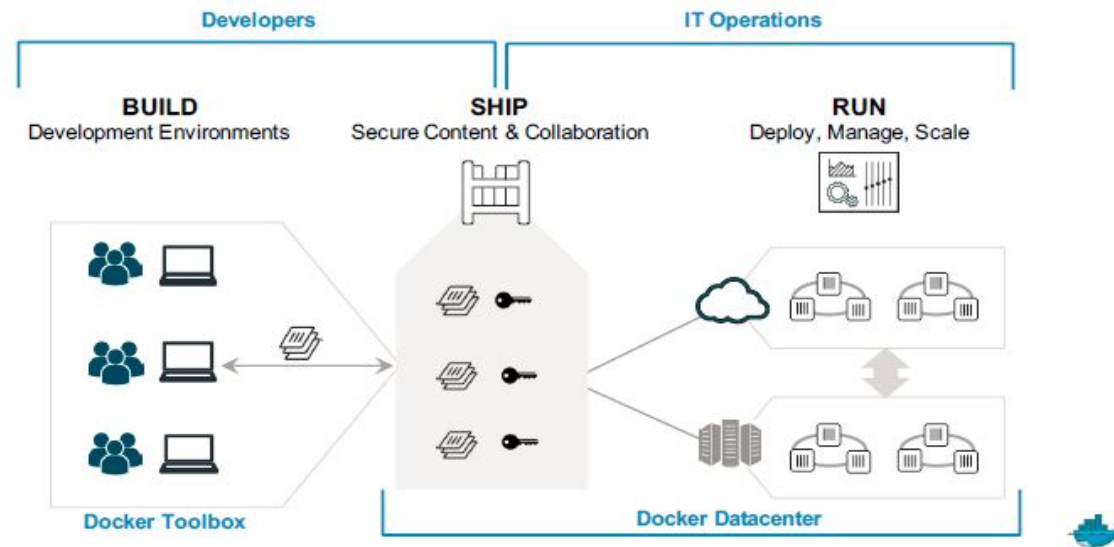 Developers
IT Operations
BUILD
Development Environments
SHIP
Secure Content & Collaboration
RUN
Deploy, Manage, Scale
Docker Toolbox
Docker Datacenter